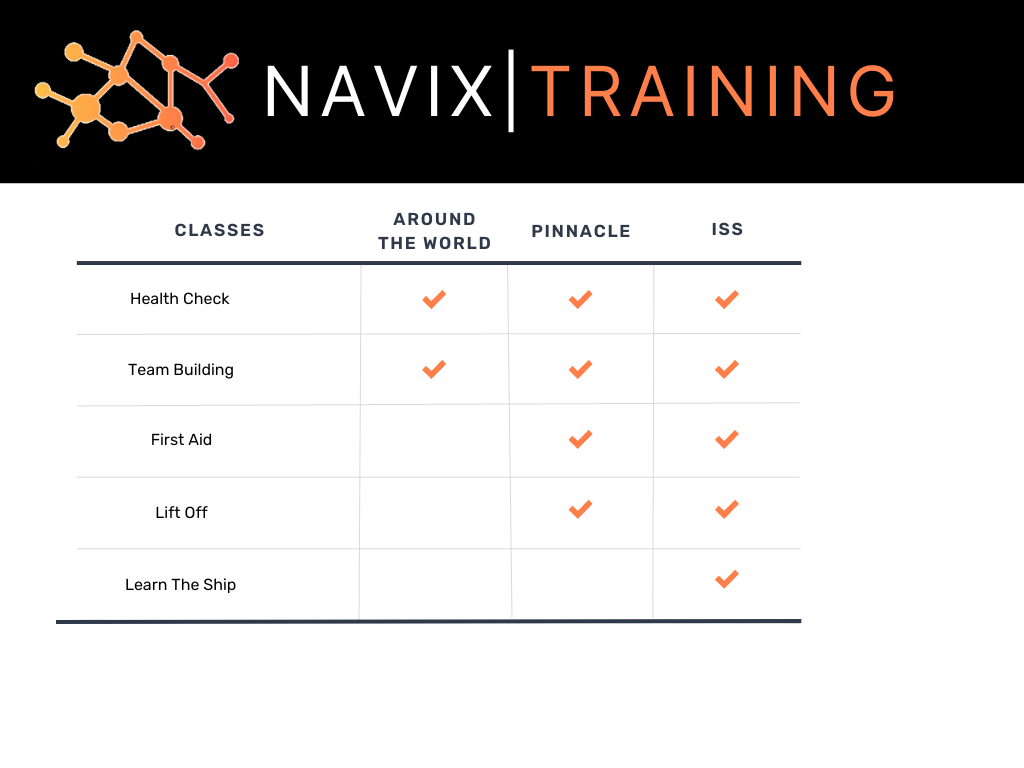 NAVIX|TRAINING
CLASSES
AROUND
THE WORLD
PINNACLE
ISS
Health Check
Team Building
First Aid
Lift Off
Learn The Ship